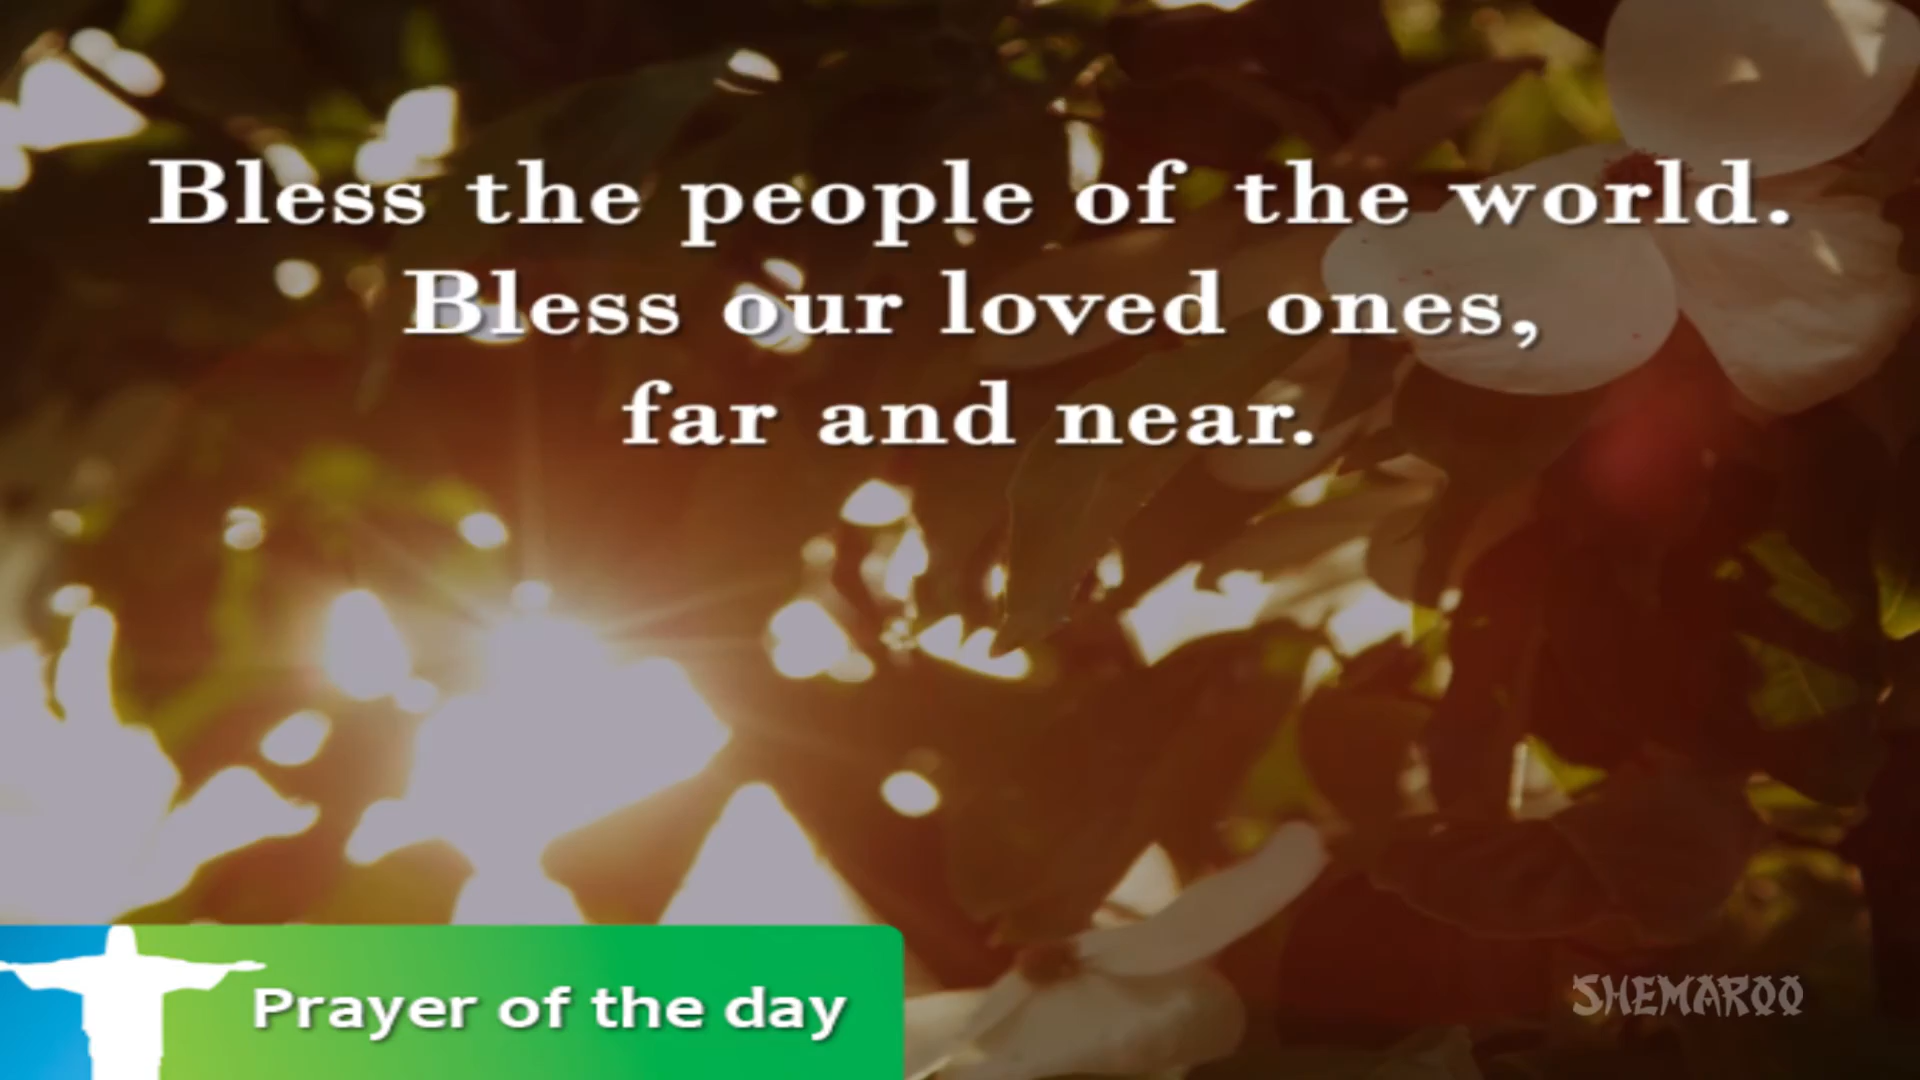 Bless the people of the world.
Bless our loved ones,
far and near.
Prayer of the day
SHEMAROO